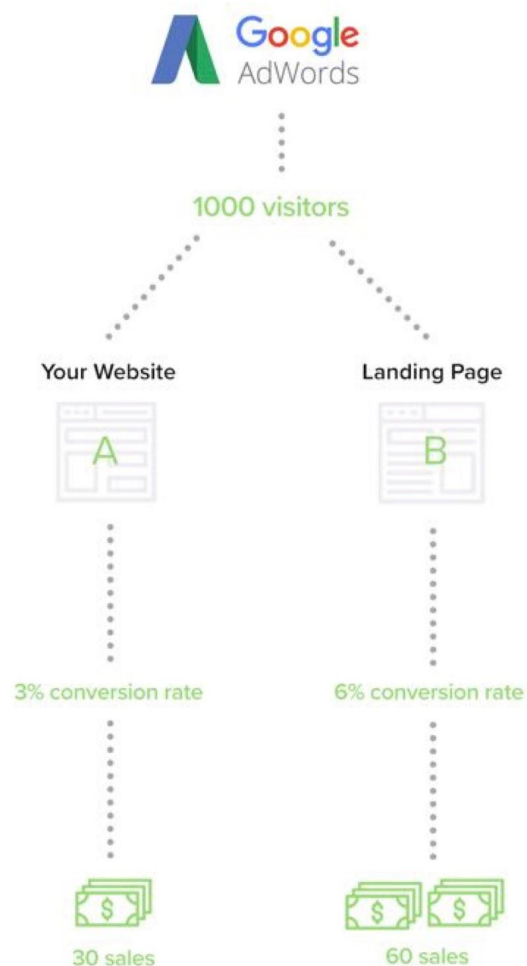 Google
AdWords
1000 visitors
Your Website
Landing Page
A
B
3% conversion rate
6% conversion rate
$
$
$
30 sales
60 sales